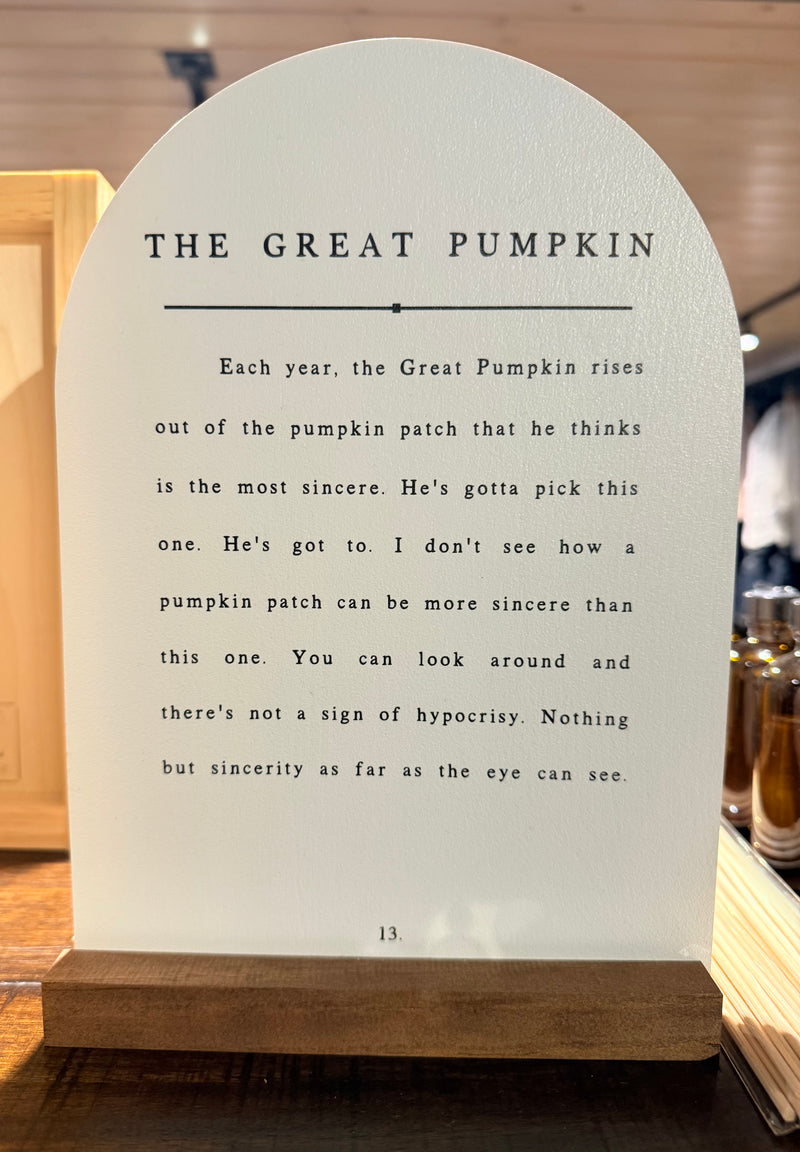 THE GREAT PUMPKIN
Each year, the Great Pumpkin rises
out of the pumpkin patch that he thinks
is the most sincere. He's gotta pick this
one. He's got to. I don't see how a
pumpkin patch can be more sincere than
this one. You can look around and
there's not a sign of hypocrisy. Nothing
but sincerity as far as the eye can see.
13.